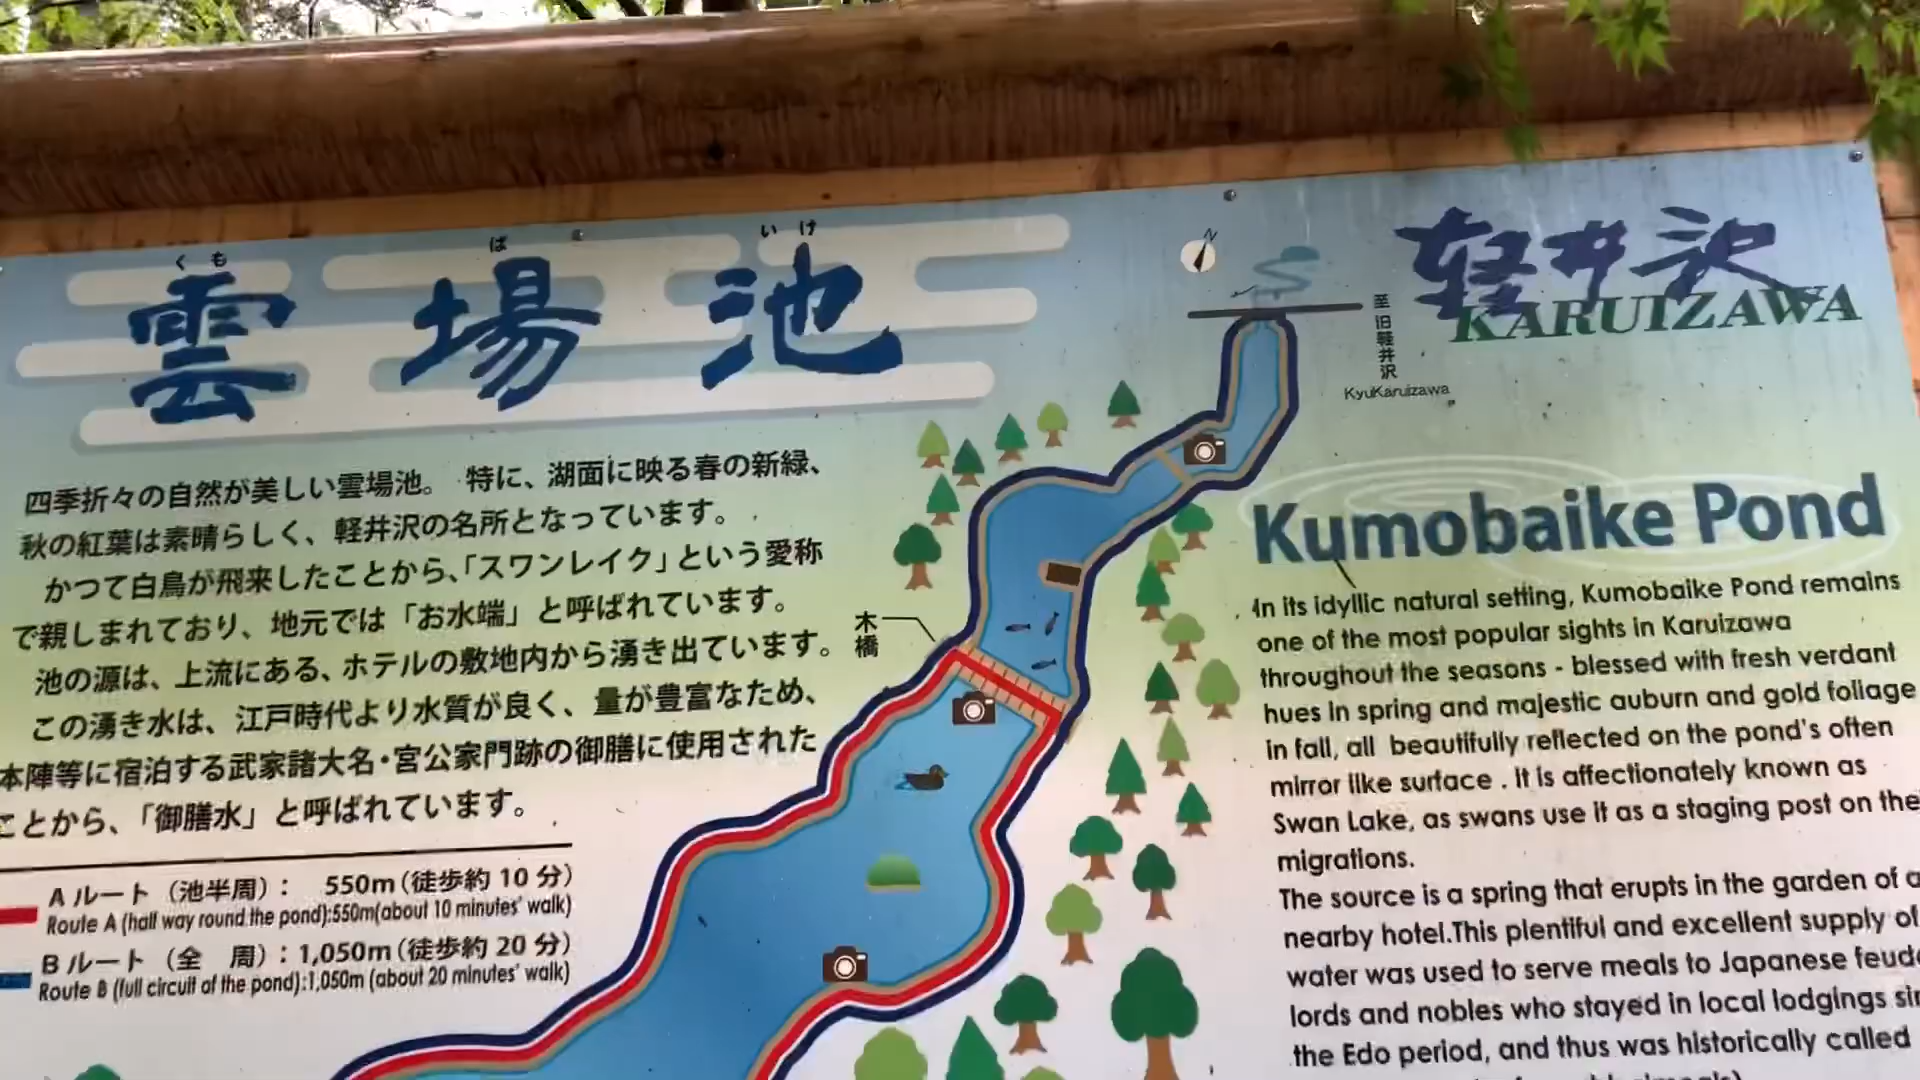 くも ば いけ
雲場池
四季折々の自然が美しい雲場池。特に、湖面に映る春の新緑、
秋の紅葉は素晴らしく、軽井沢の名所となっています。
かつて白鳥が飛来したことから、「スワンレイク」という愛称
で親しまれており、地元では「お水端」と呼ばれています。
池の源は、上流にある、ホテルの敷地内から湧き出ています。
この湧き水は、江戸時代より水質が良く、量が豊富なため、
本陣等に宿泊する武家諸大名・宮公家門跡の御膳に使用された
ことから、「御膳水」と呼ばれています。
Aルート（池半周）： 550m（徒歩約10分）
Route A (half way round the pond):550m(about 10 minutes' walk)
Bルート（全 周）：1,050m（徒歩約20分）
Route B (full circuit of the pond):1,050m (about 20 minutes' walk)
木橋
N
至旧軽井沢
KyuKaruizawa
軽井沢
KARUIZAWA
Kumobaike Pond
In its idyllic natural setting, Kumobaike Pond remains
one of the most popular sights in Karuizawa
throughout the seasons - blessed with fresh verdant
hues in spring and majestic auburn and gold foliage
in fall, all beautifully reflected on the pond's often
mirror like surface . It is affectionately known as
Swan Lake, as swans use it as a staging post on the
migrations.
The source is a spring that erupts in the garden of a
nearby hotel.This plentiful and excellent supply of
water was used to serve meals to Japanese
lords and nobles who stayed in local lodgings
the Edo period, and thus was historically called